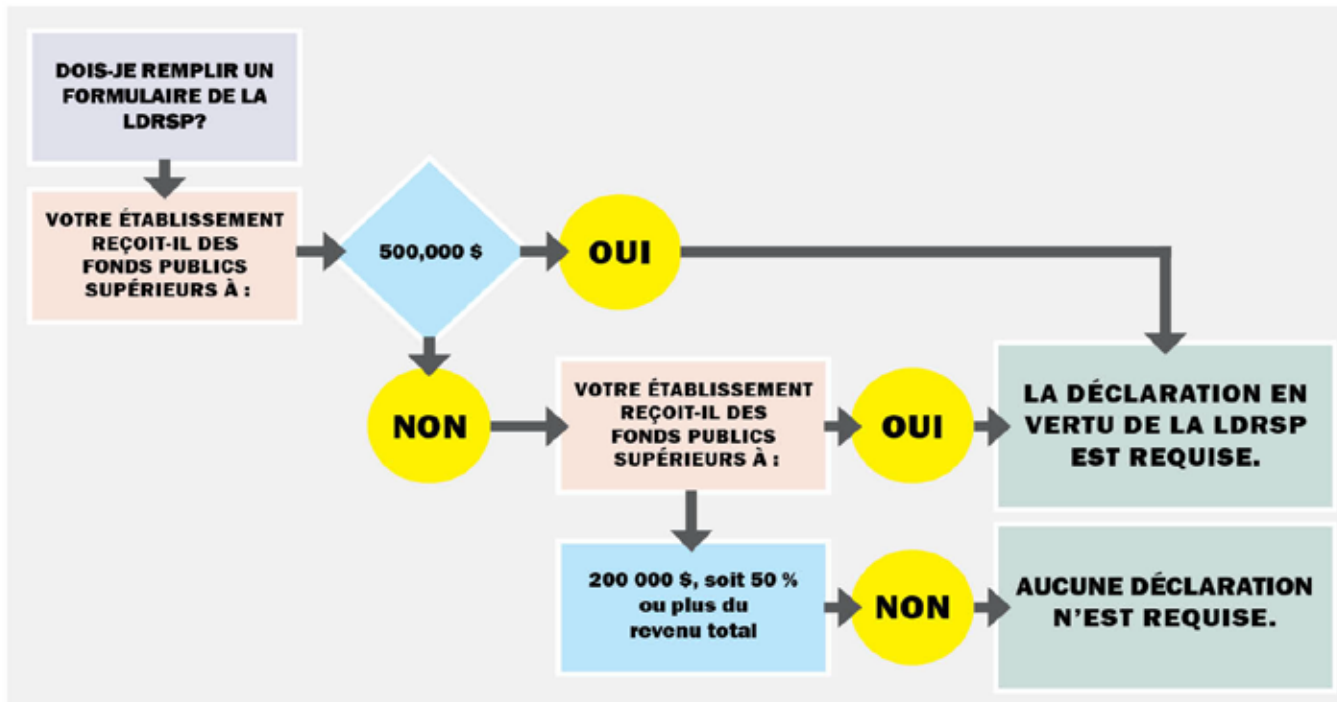 DOIS-JE REMPLIR UN
FORMULAIRE DE LA
LDRSP?
VOTRE ÉTABLISSEMENT
REÇOIT-IL DES
FONDS PUBLICS
SUPÉRIEURS À :
500,000 $
OUI
NON
VOTRE ÉTABLISSEMENT
REÇOIT-IL DES
FONDS PUBLICS
SUPÉRIEURS À :
OUI
LA DÉCLARATION EN
VERTU DE LA LDRSP
EST REQUISE.
200 000 $, soit 50 %
ou plus du
revenu total
NON
AUCUNE DÉCLARATION
N’EST REQUISE.